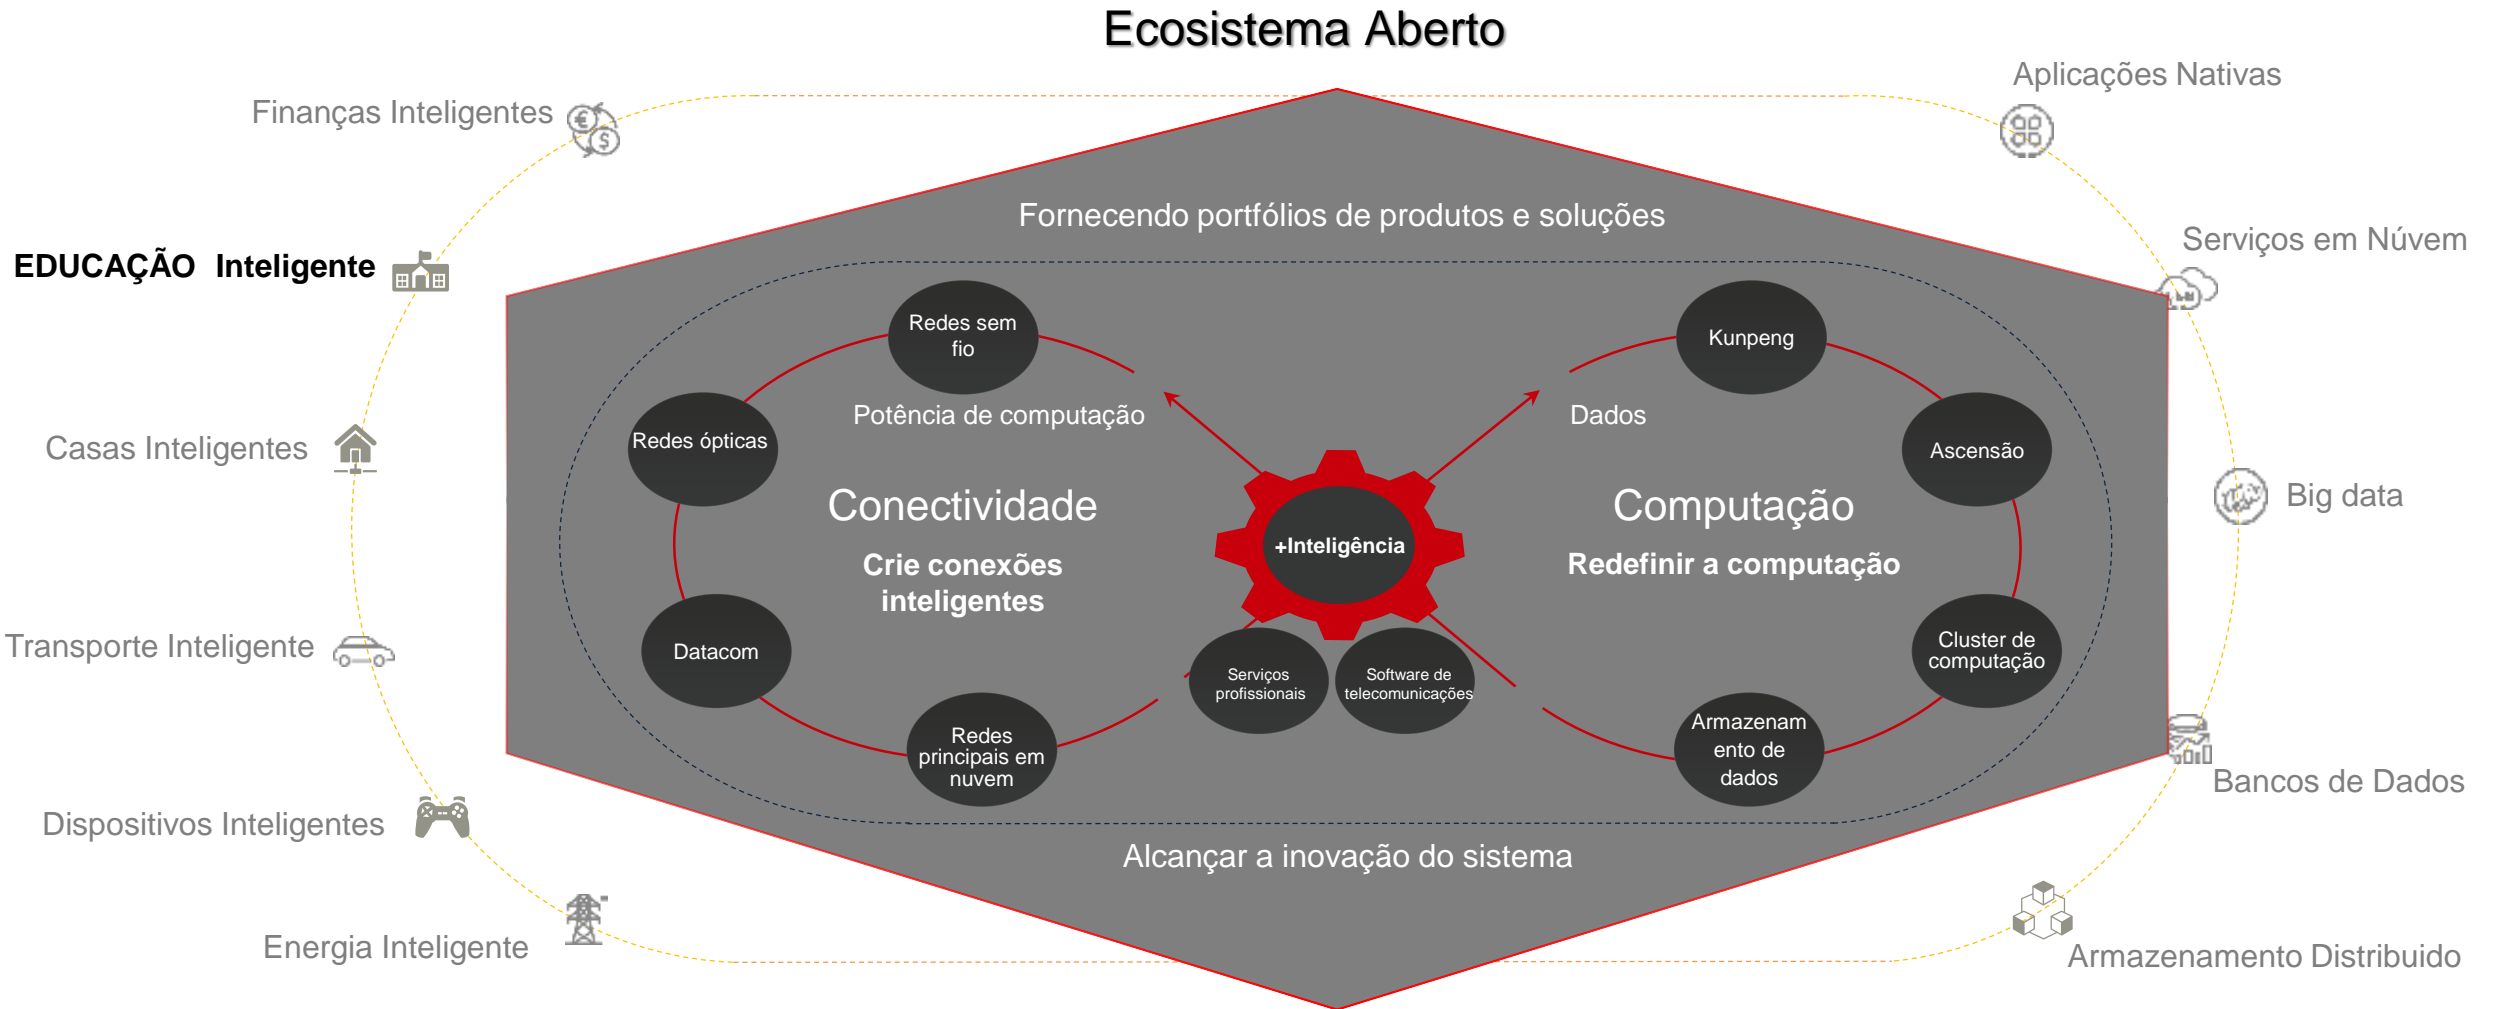 Ecosistema Aberto
Finanças Inteligentes
Aplicações Nativas
EDUCAÇÃO Inteligente
Serviços em Núvem
Casas Inteligentes
Big data
Transporte Inteligente
Bancos de Dados
Dispositivos Inteligentes
Energia Inteligente
Armazenamento Distribuido
Fornecendo portfólios de produtos e soluções
Redes sem
fio
Potência de computação
Redes ópticas
Conectividade
Crie conexões
inteligentes
Datacom
Redes
principais em
nuvem
+Inteligência
Serviços
profissionais
Software de
telecomunicações
Kunpeng
Dados
Ascensão
Computação
Redefinir a computação
Cluster de
computação
Armazenam
ento de
dados
Alcançar a inovação do sistema